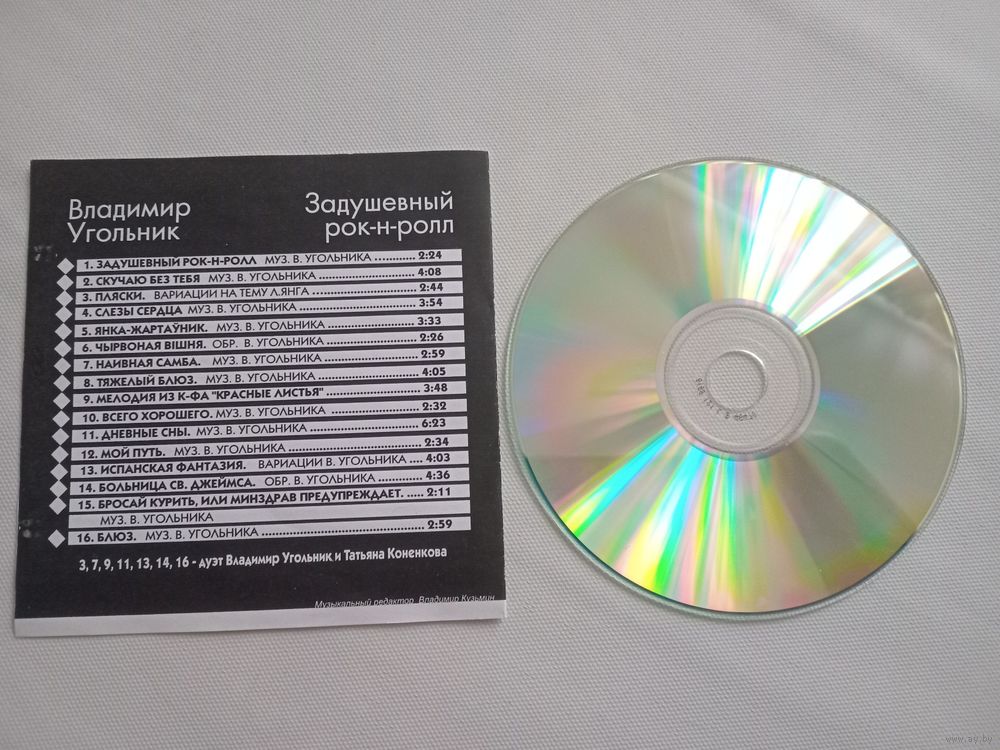 Владимир
Угольник
Задушевный
рок-н-ролл
1. ЗАДУШЕВНЫЙ РОК-Н-РОЛЛ МУЗ. В. УГОЛЬНИКА ........... 2:24
2. СКУЧАЮ БЕЗ ТЕБЯ МУЗ. В. УГОЛЬНИКА ........... 4:08
3. ПЛЯСКИ. ВАРИАЦИИ НА ТЕМУ Л.ЯНГА ........... 2:44
4. СЛЕЗЫ СЕРДЦА МУЗ. В. УГОЛЬНИКА ........... 3:54
5. ЯНКА-ЖАРТАЎНИК. МУЗ. В. УГОЛЬНИКА ........... 3:33
6. ЧЫРВОНАЯ ВІШНЯ. ОБР. В. УГОЛЬНИКА ........... 2:26
7. НАИВНАЯ САМБА. МУЗ. В. УГОЛЬНИКА ........... 2:59
8. ТЯЖЕЛЫЙ БЛЮЗ. МУЗ. В. УГОЛЬНИКА ........... 4:05
9. МЕЛОДИЯ ИЗ К-ФА "КРАСНЫЕ ЛИСТЬЯ" ........... 3:48
10. ВСЕГО ХОРОШЕГО. МУЗ. В. УГОЛЬНИКА ........... 2:32
11. ДНЕВНЫЕ СНЫ. МУЗ. В. УГОЛЬНИКА ........... 6:23
12. МОЙ ПУТЬ. МУЗ. В. УГОЛЬНИКА ........... 2:34
13. ИСПАНСКАЯ ФАНТАЗИЯ. ВАРИАЦИИ В. УГОЛЬНИКА .... 4:03
14. БОЛЬНИЦА СВ. ДЖЕЙМСА. ОБР. В. УГОЛЬНИКА ........... 4:36
15. БРОСАЙ КУРИТЬ, ИЛИ МИНЗДРАВ ПРЕДУПРЕЖДАЕТ. ..... 2:11
МУЗ. В. УГОЛЬНИКА
16. БЛЮЗ. МУЗ. В. УГОЛЬНИКА ........... 2:59
3, 7, 9, 11, 13, 14, 16 - дуэт Владимир Угольник и Татьяна Коненкова
Музыкальный редактор Владимир Кузьмин
www.ay.by